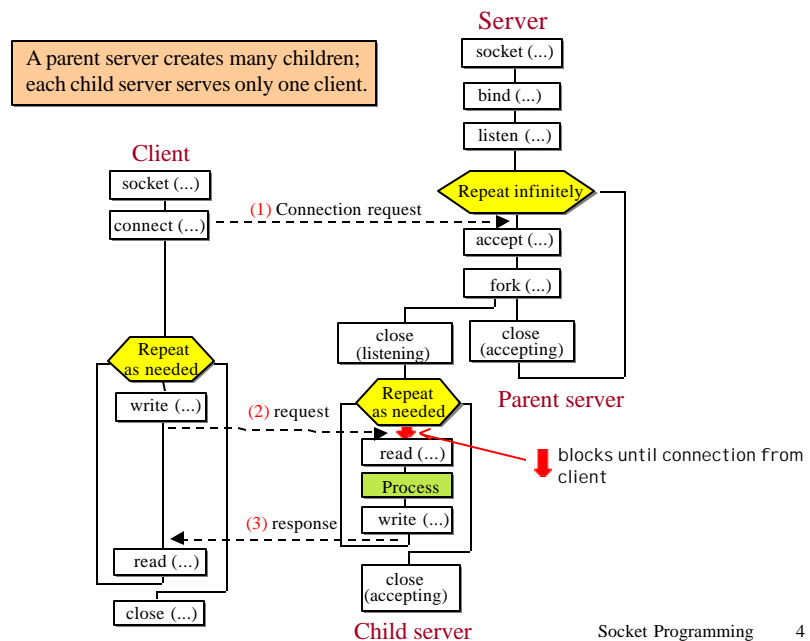 Server
socket (...)
A parent server creates many children;
each child server serves only one client.
bind (...)
listen (...)
Client
socket (...)
Repeat infinitely
connect (...)
(1) Connection request
accept (...)
fork (...)
close
(listening)
close
(accepting)
Parent server
Repeat
as needed
Repeat
as needed
write (...)
(2) request
read (...)
blocks until connection from
client
Process
write (...)
(3) response
read (...)
close
(accepting)
close (...)
Child server
Socket Programming 4